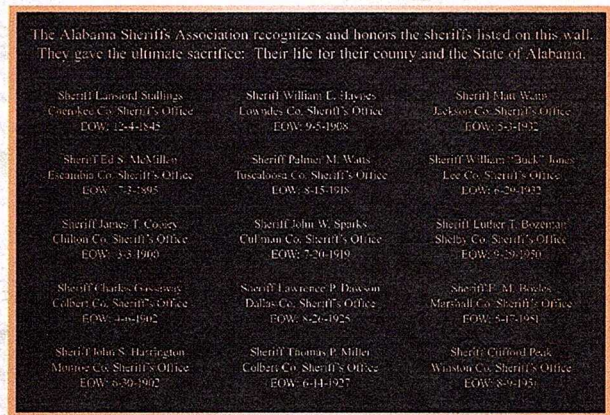 The Alabama Sheriffs Association recognizes and honors the sheriffs listed on this wall.
They gave the ultimate sacrifice: Their life for their county and the State of Alabama.
Sheriff Lansford Stallings
Cherokee Co. Sheriff's Office
EOW: 12-4-1845
Sheriff Ed S. McMillen
Escambia Co. Sheriff's Office
EOW: 7-3-1895
Sheriff James T. Cooley
Chilton Co. Sheriff's Office
EOW: 3-3-1900
Sheriff Charles Gassaway
Colbert Co. Sheriff's Office
EOW: 4-6-1902
Sheriff John S. Harrington
Monroe Co. Sheriff's Office
EOW: 6-30-1902
Sheriff William E. Haynes
Lowndes Co. Sheriff's Office
EOW: 9-5-1908
Sheriff Palmer M. Watts
Tuscaloosa Co. Sheriff's Office
EOW: 8-15-1918
Sheriff John W. Sparks
Cullman Co. Sheriff's Office
EOW: 7-20-1919
Sheriff Lawrence P. Dawson
Dallas Co. Sheriff's Office
EOW: 8-26-1925
Sheriff Thomas P. Miller
Colbert Co. Sheriff's Office
EOW: 6-14-1927
Sheriff Matt
Jackson Co. Sheriff's Office
EOW: 5-3-1932
Sheriff William "Buck" Jones
Lee Co. Sheriff's Office
EOW: 6-29-1932
Sheriff Luther T. Bozeman
Shelby Co. Sheriff's Office
EOW: 9-29-1950
Sheriff M. Boyles
Marshall Co. Sheriff's Office
EOW: 5-17-1951
Sheriff Clifford Peak
Winston Co. Sheriff's Office
EOW: